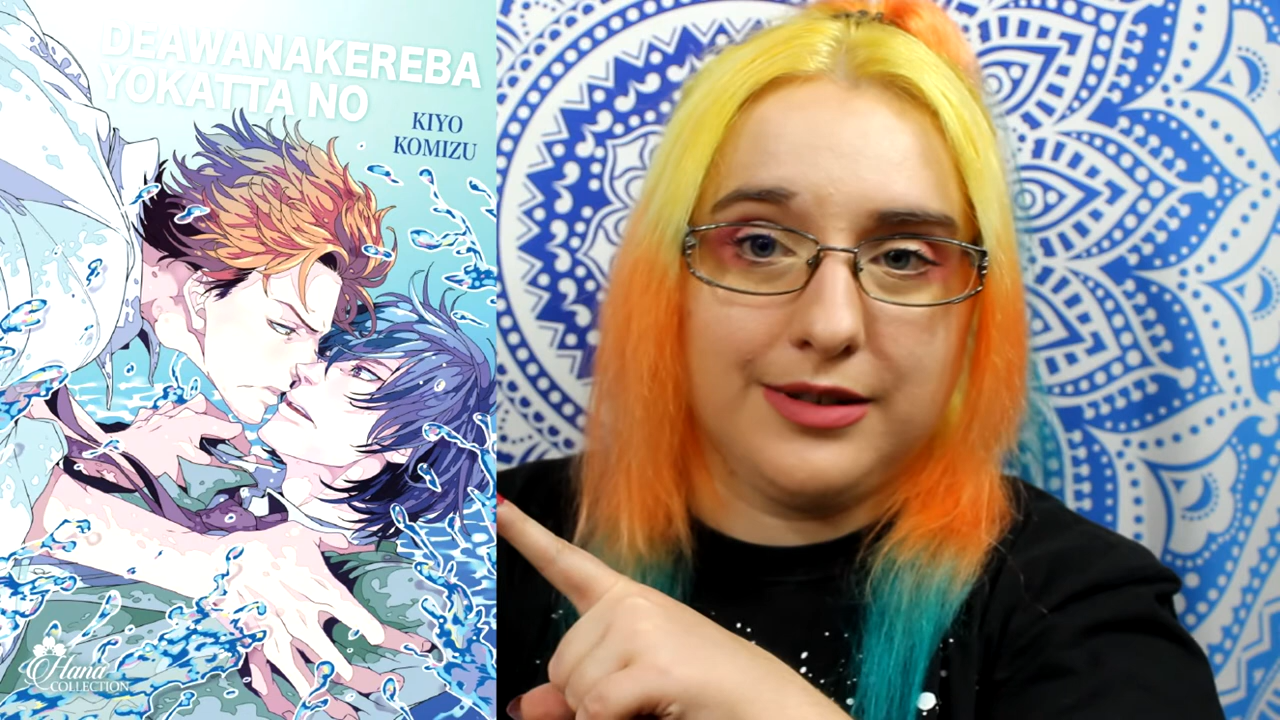 DEAWANAKEREBA
YOKATTA NO
KIYO
KOMIZU
Hana
COLLECTION